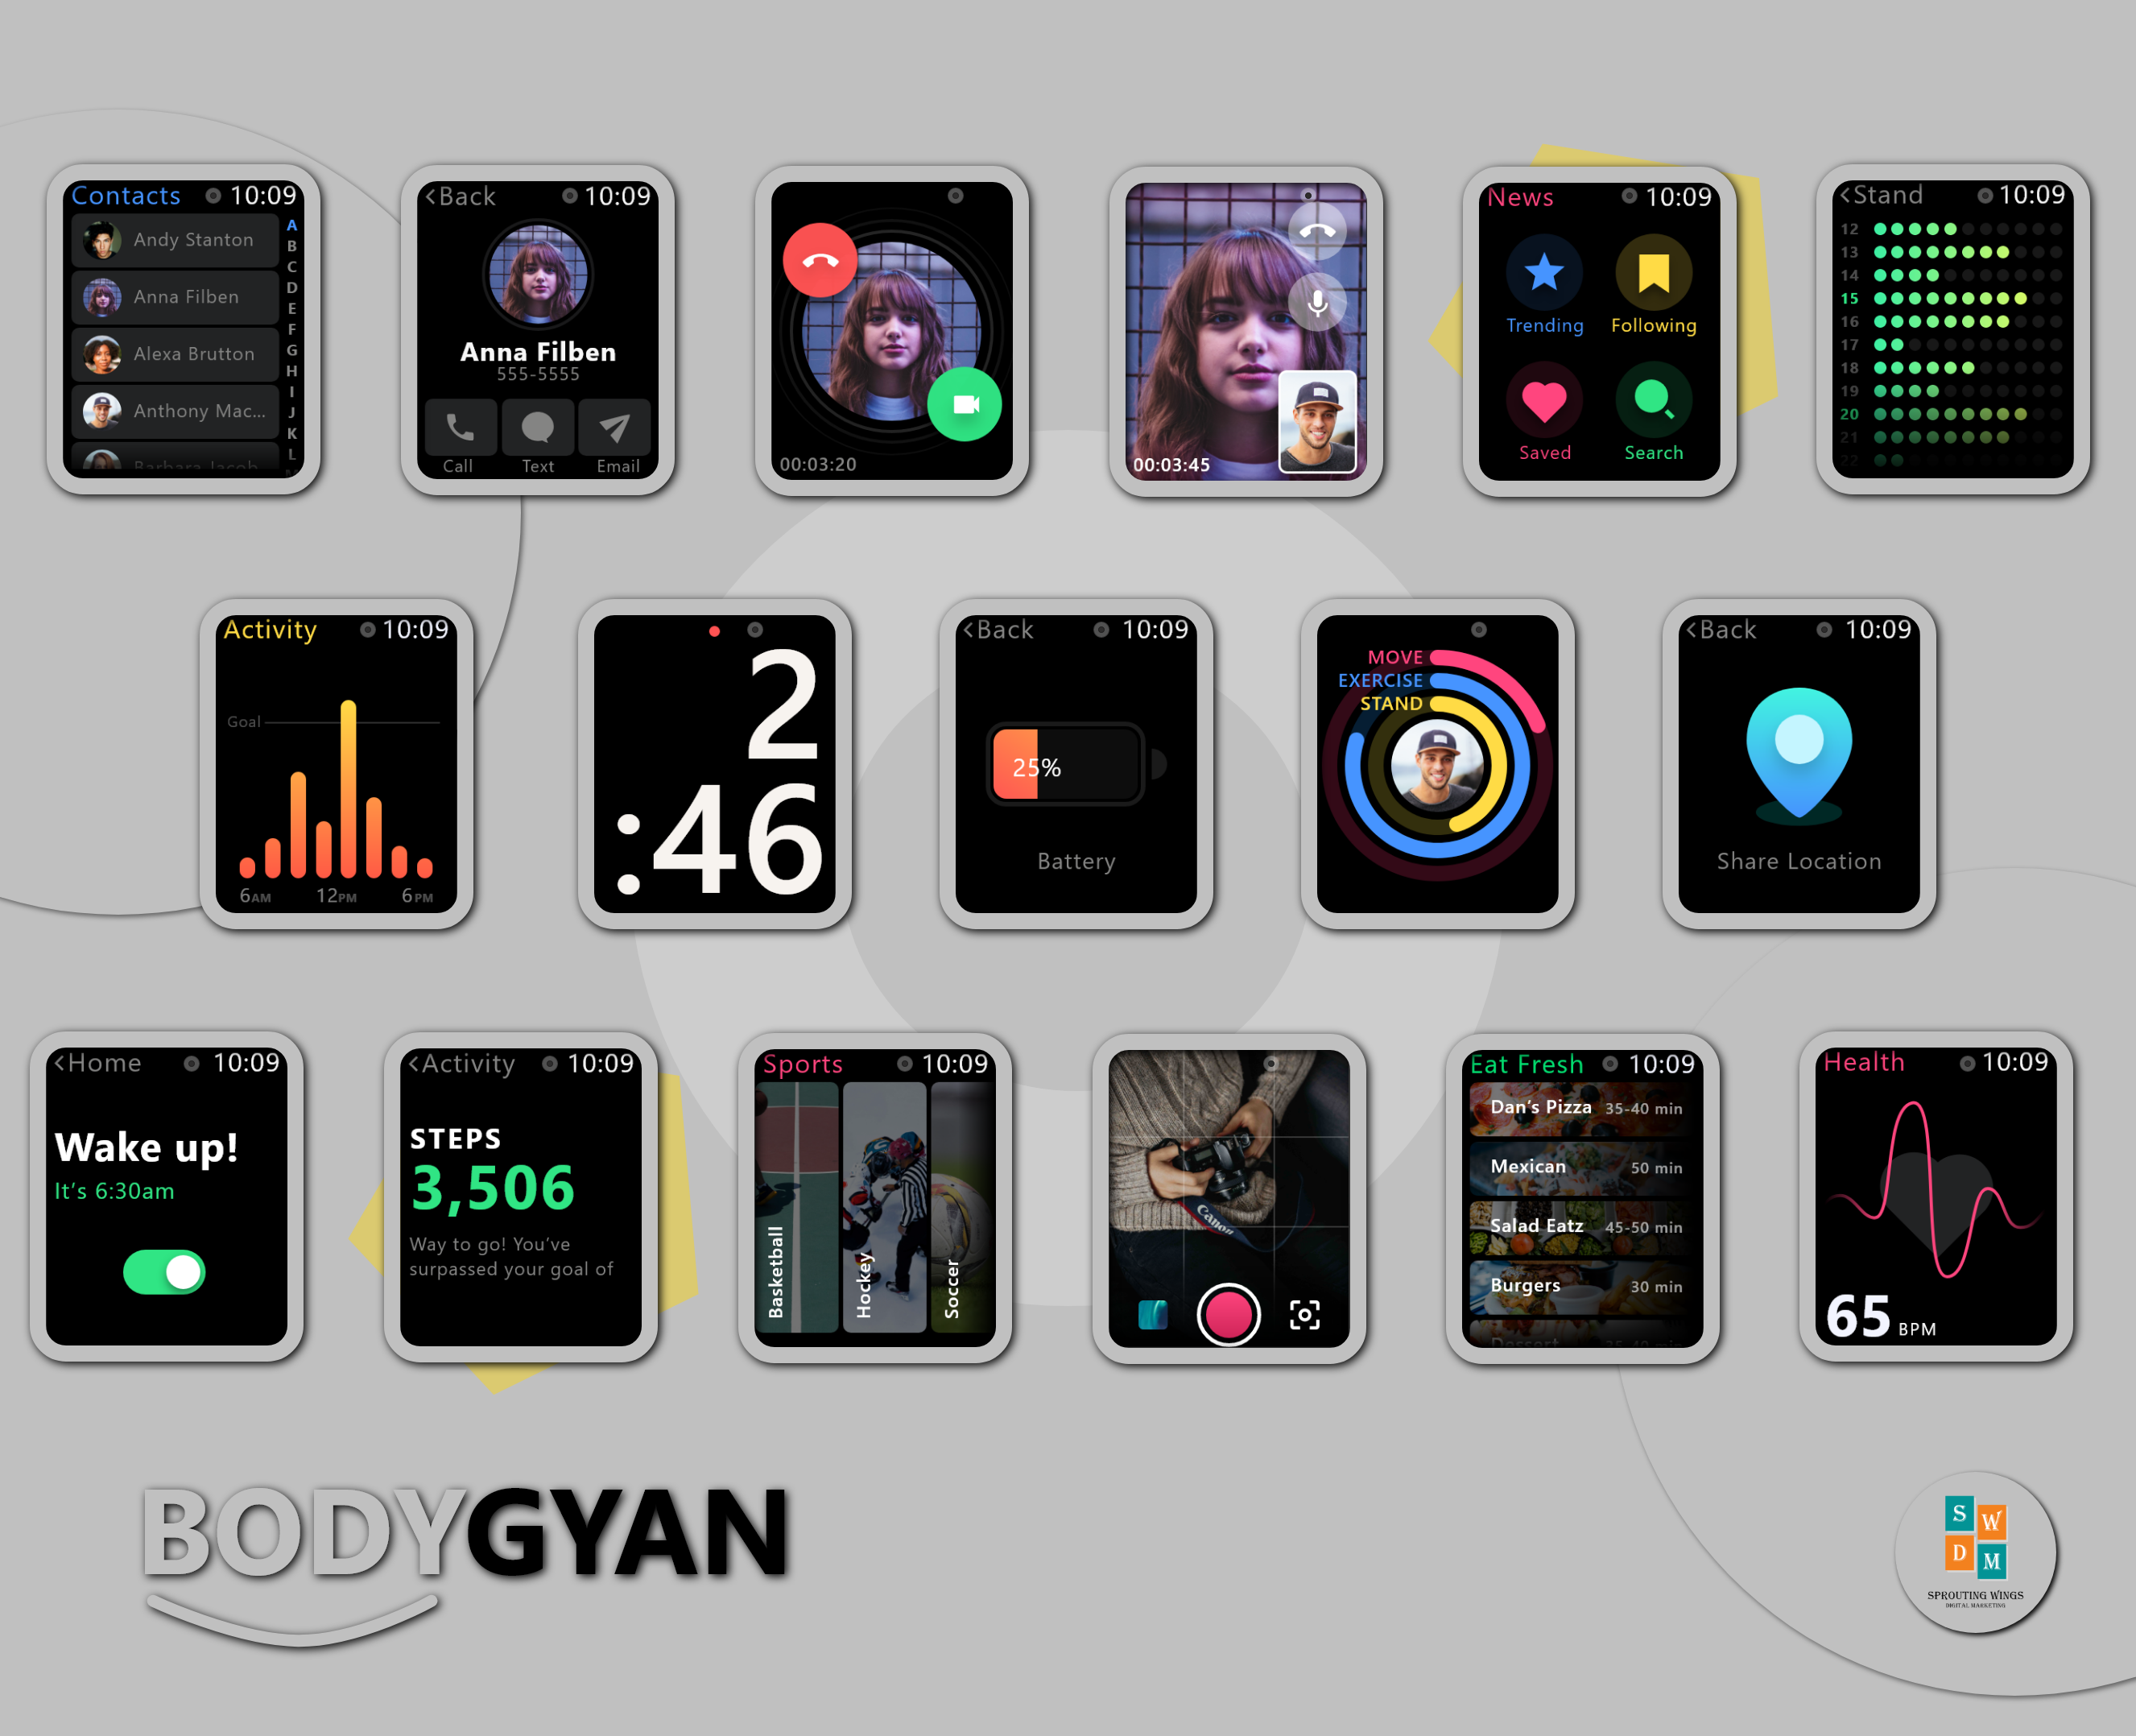 Contacts 10:09
Andy Stanton
Anna Filben
Alexa Brutton
Anthony Mac...
Barbara Jacob
A
B
C
D
E
F
G
H
I
J
K
L
<Back 10:09
Anna Filben
555-5555
Call Text Email
00:03:20
00:03:45
News 10:09
Trending Following
Saved Search
<Stand 10:09
12
13
14
15
16
17
18
19
20
21
22
Activity 10:09
Goal
6AM 12PM 6PM
2
:46
<Back 10:09
25%
Battery
MOVE
EXERCISE
STAND
<Back 10:09
Share Location
<Home 10:09
Wake up!
It's 6:30am
<Activity 10:09
STEPS
3,506
Way to go! You've
surpassed your goal of
Sports 10:09
Basketball
Hockey
Soccer
Canon
Eat Fresh 10:09
Dan's Pizza 35-40 min
Mexican 50 min
Salad Eatz 45-50 min
Burgers 30 min
Dessert
Health 10:09
65 BPM
BODYGYAN
S W
D M
SPROUTING WINGS
DIGITAL MARKETING